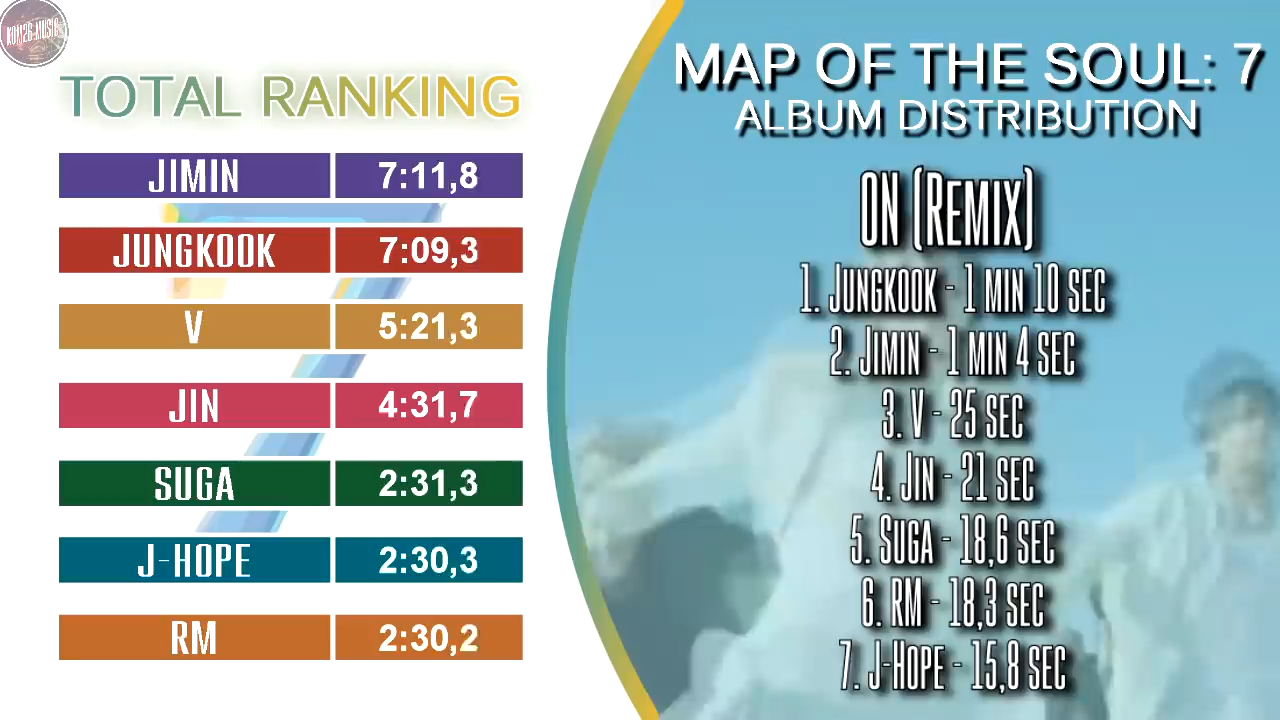 KON26 MUSIC
TOTAL RANKING
JIMIN 7:11,8
JUNGKOOK 7:09,3
V 5:21,3
JIN 4:31,7
SUGA 2:31,3
J-HOPE 2:30,3
RM 2:30,2
MAP OF THE SOUL: 7
ALBUM DISTRIBUTION
ON (REMIX)
1. JUNGKOOK - 1 MIN 10 SEC
2. JIMIN - 1 MIN 4 SEC
3. V - 25 SEC
4. JIN - 21 SEC
5. SUGA - 18,6 SEC
6. RM - 18,3 SEC
7. J-HOPE - 15,8 SEC